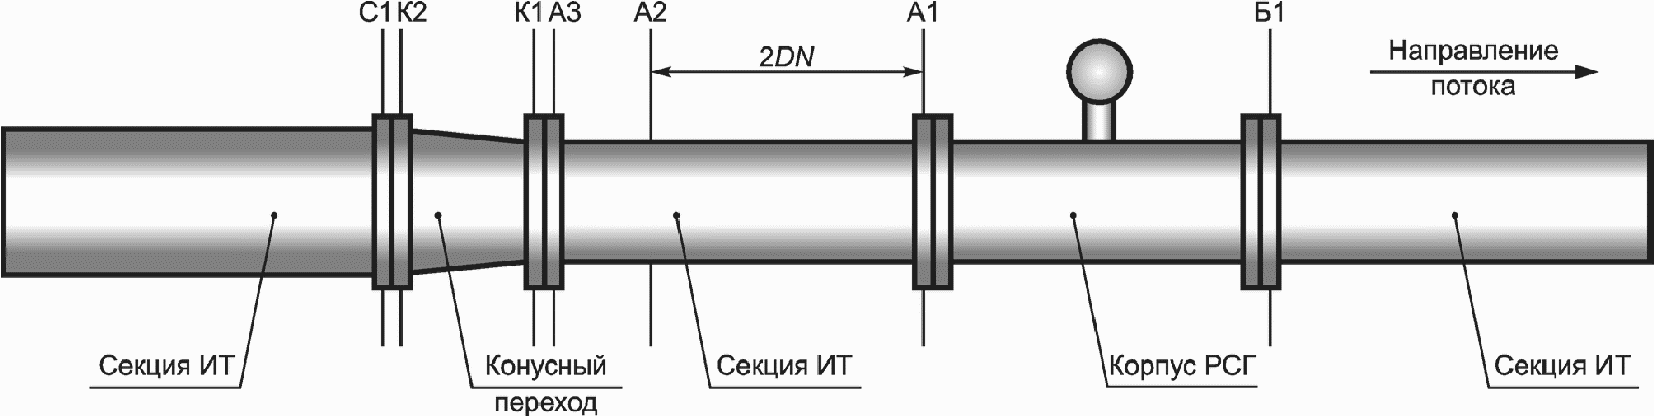 С1 К2 К1 А3 А2 А1 Б1
2DN
Направление
потока
Секция ИТ
Конусный
переход
Секция ИТ
Корпус РСГ
Секция ИТ